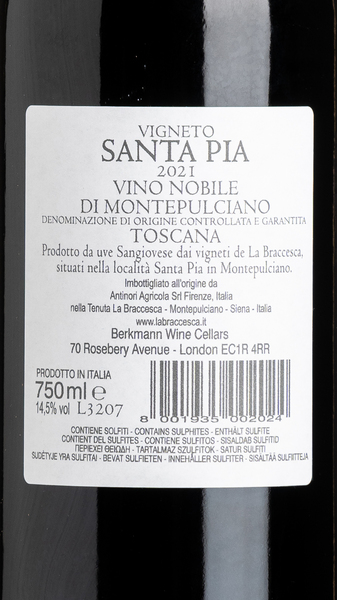 VIGNETO
SANTA PIA
2021
VINO NOBILE
DI MONTEPULCIANO
DENOMINAZIONE DI ORIGINE CONTROLLATA E GARANTITA
TOSCANA
Prodotto da uve Sangiovese dai vigneti de La Braccesca,
situati nella località Santa Pia in Montepulciano.
Imbottigliato all'origine da
Antinori Agricola Srl Firenze, Italia
nella Tenuta La Braccesca - Montepulciano - Siena - Italia
www.labraccesca.it
Berkmann Wine Cellars
70 Rosebery Avenue - London EC1R 4RR
PRODOTTO IN ITALIA
750 ml e
14,5% vol L3207
8 001935 002024
CONTIENE SOLFITI - CONTAINS SULPHITES - ENTHÄLT SULFITE
CONTIENT DES SULFITES - CONTIENE SULFITOS - SISALDAB SULFITID
ΠΕΡΙΕΧΕΙ ΘΕΙΩΔΗ - TARTALMAZ SZULFITOK - SATUR SULFĪTI
SUDĖTYJE YRA SULFITAI - BEVAT SULFIETEN - INNEHÅLLER SULFITER - SISÄLTÄÄ SULFIITTEJA